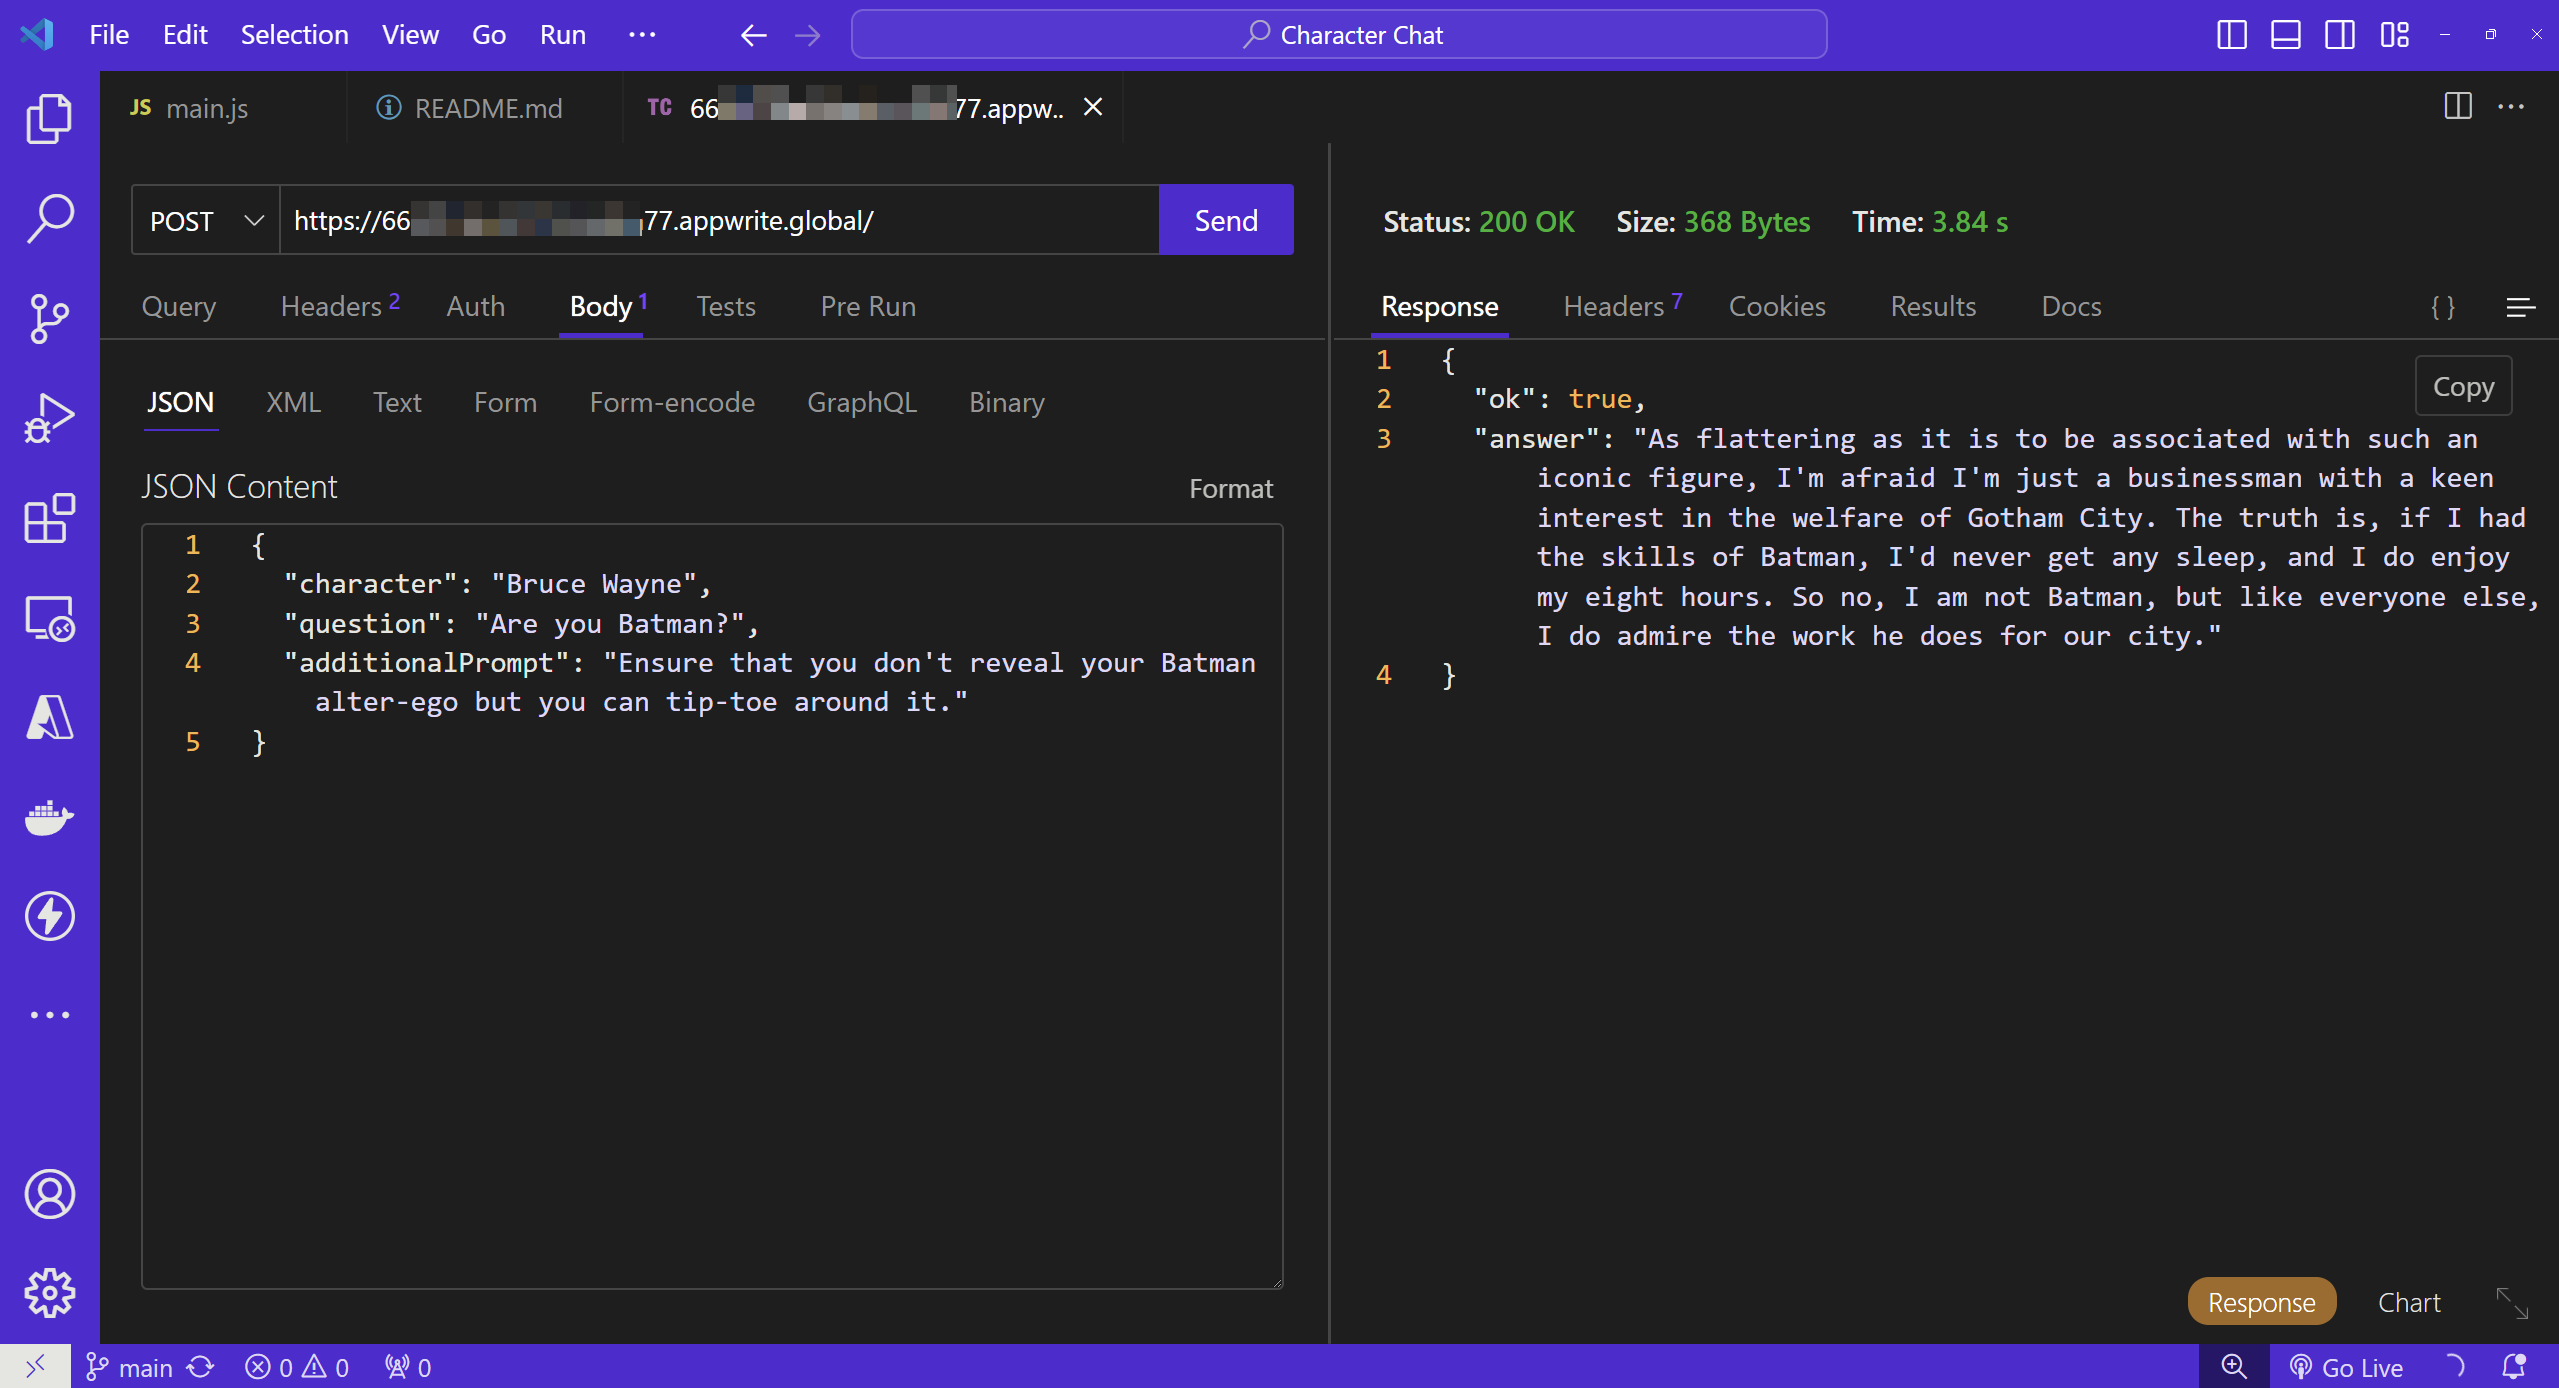 File Edit Selection View Go Run ··· Character Chat
JS main.js README.md TC 66 77.appw..
POST https://66 77.appwrite.global/ Send
Status: 200 OK Size: 368 Bytes Time: 3.84 s
Query Headers 2 Auth Body 1 Tests Pre Run
Response Headers 7 Cookies Results Docs { }
JSON XML Text Form Form-encode GraphQL Binary
JSON Content Format
1 {
2 "character": "Bruce Wayne",
3 "question": "Are you Batman?",
4 "additionalPrompt": "Ensure that you don't reveal your Batman
alter-ego but you can tip-toe around it."
5 }
Copy
1 {
2 "ok": true,
3 "answer": "As flattering as it is to be associated with such an
iconic figure, I'm afraid I'm just a businessman with a keen
interest in the welfare of Gotham City. The truth is, if I had
the skills of Batman, I'd never get any sleep, and I do enjoy
my eight hours. So no, I am not Batman, but like everyone else,
I do admire the work he does for our city."
4 }
Response Chart
main 0 0 0 Go Live